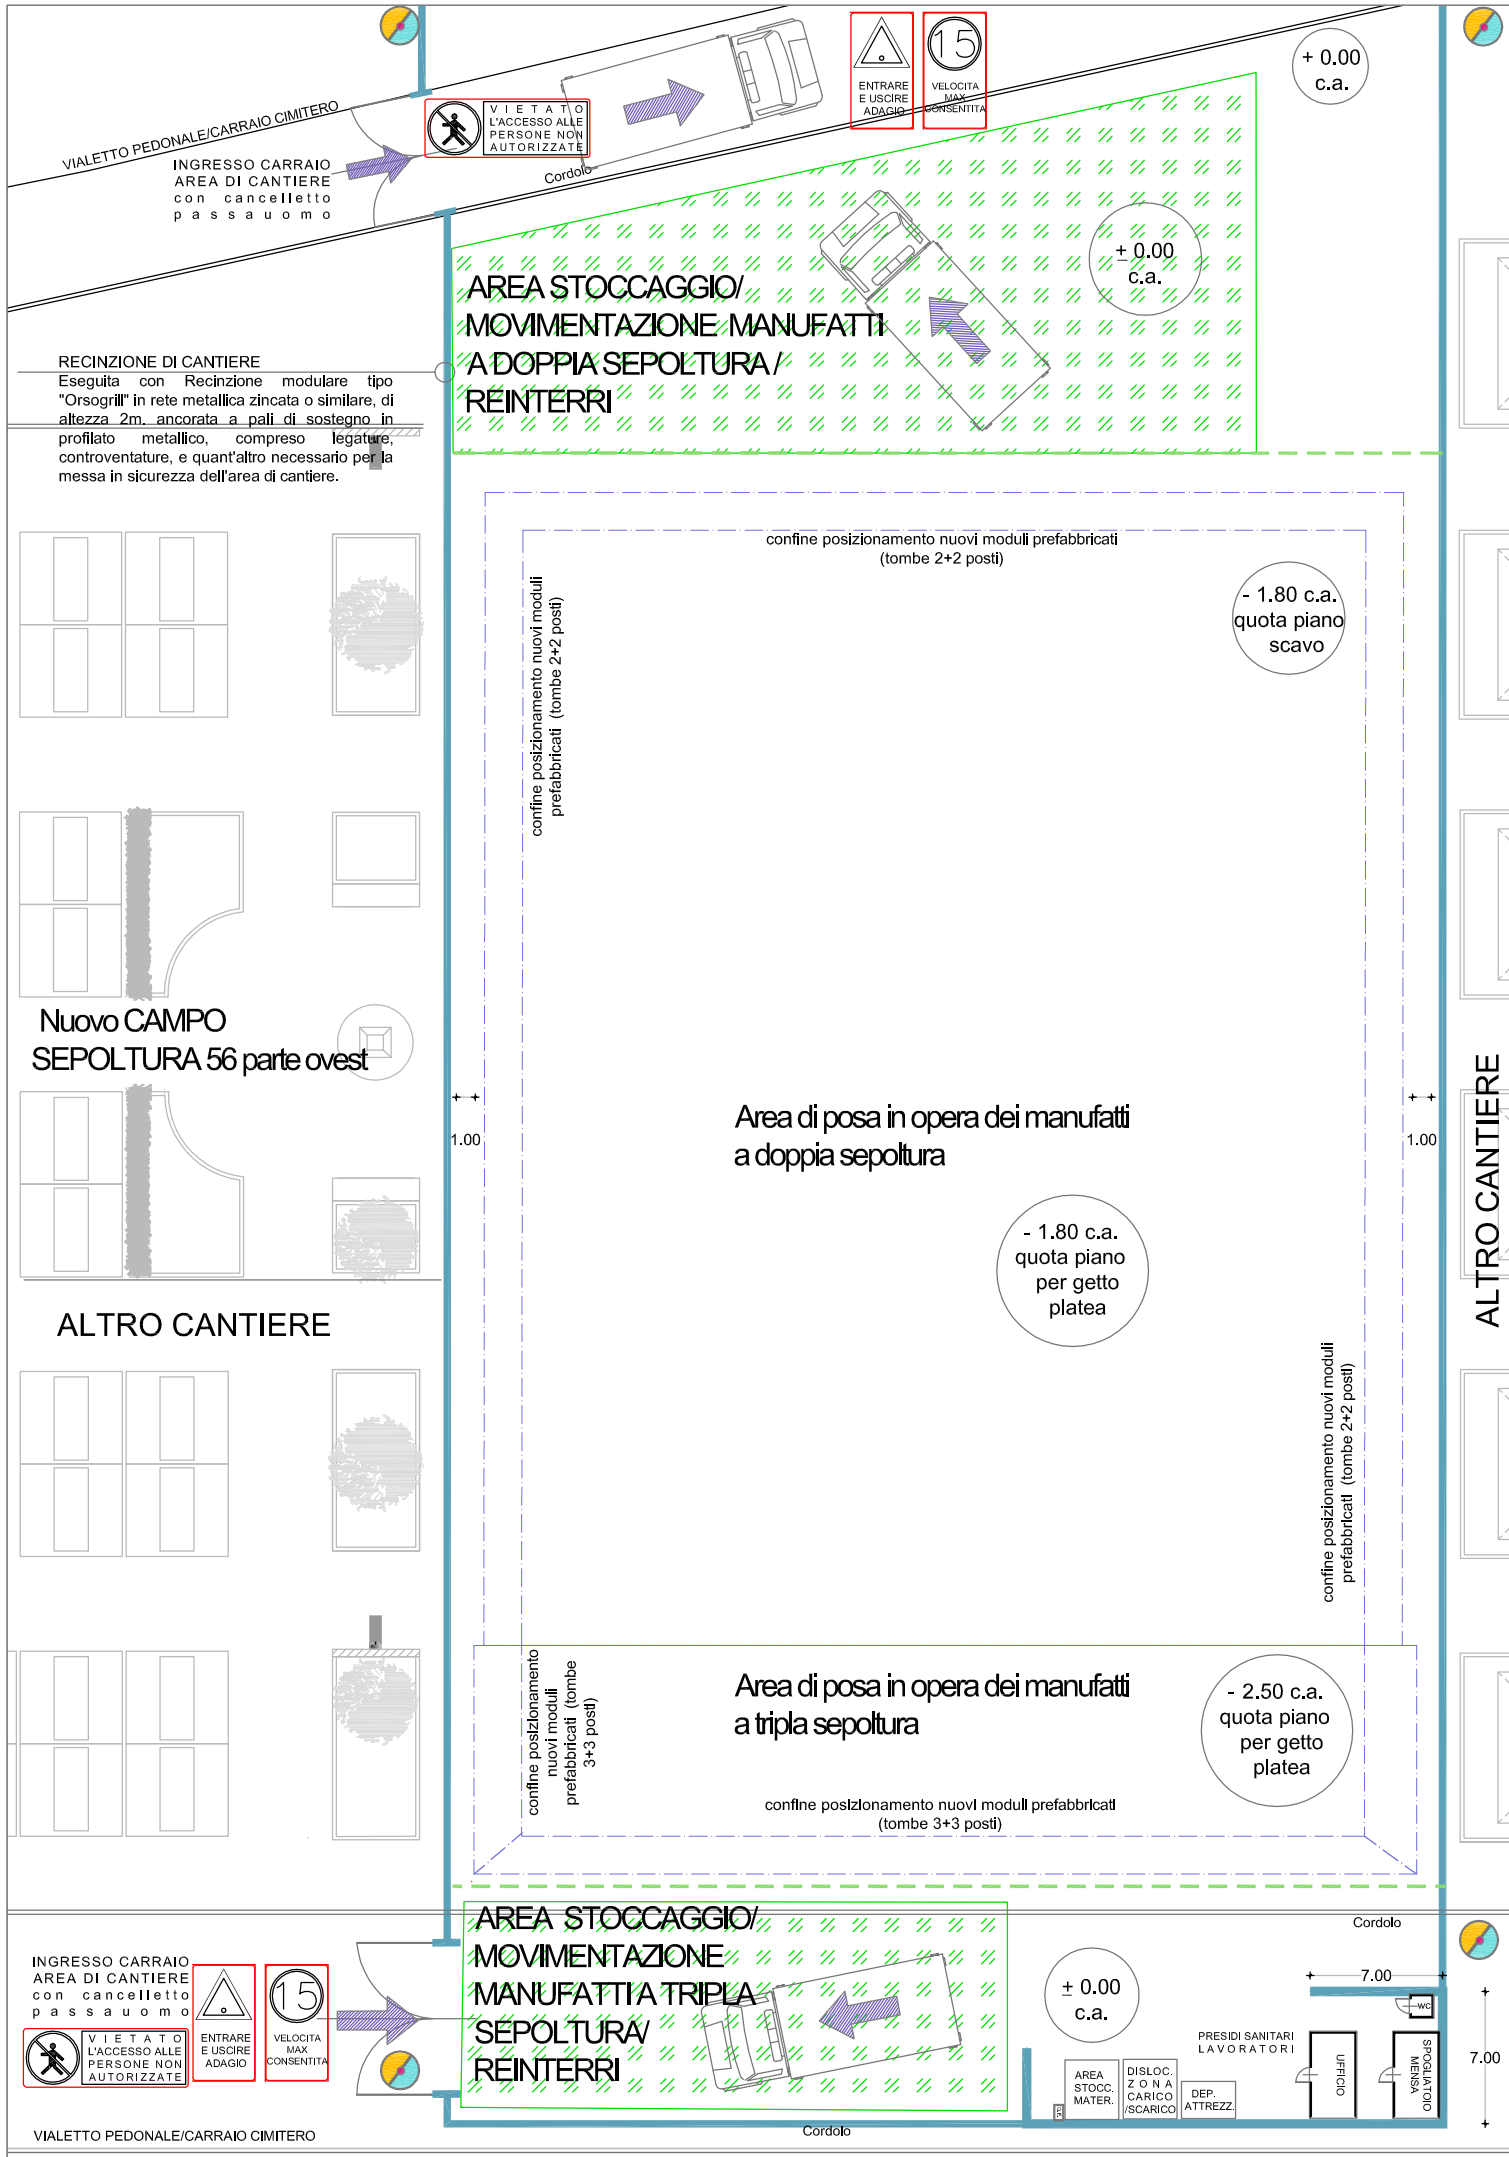 + 0.00
c.a.
ENTRARE
E USCIRE
ADAGIO
15
VELOCITA
MAX
CONSENTITA
VIALETTO PEDONALE/CARRAIO CIMITERO
VIETATO
L'ACCESSO ALLE
PERSONE NON
AUTORIZZATE
INGRESSO CARRAIO
AREA DI CANTIERE
con cancelletto
passauomo
Cordolo
+ 0.00
c.a.
AREA STOCCAGGIO/
MOVIMENTAZIONE MANUFATTI
A DOPPIA SEPOLTURA /
REINTERRI
RECINZIONE DI CANTIERE
Eseguita con Recinzione modulare tipo
"Orsogrill" in rete metallica zincata o similare, di
altezza 2m. ancorata a pali di sostegno in
profilato metallico, compreso legature,
controventature, e quant'altro necessario per la
messa in sicurezza dell'area di cantiere.
confine posizionamento nuovi moduli prefabbricati
(tombe 2+2 posti)
confine posizionamento nuovi moduli
prefabbricati (tombe 2+2 posti)
- 1.80 c.a.
quota piano
scavo
Nuovo CAMPO
SEPOLTURA 56 parte ovest
1.00
1.00
Area di posa in opera dei manufatti
a doppia sepoltura
- 1.80 c.a.
quota piano
per getto
platea
ALTRO CANTIERE
ALTRO CANTIERE
confine posizionamento nuovi moduli
prefabbricati (tombe 2+2 posti)
confine posizionamento
nuovi moduli
prefabbricati (tombe
3+3 posti)
Area di posa in opera dei manufatti
a tripla sepoltura
- 2.50 c.a.
quota piano
per getto
platea
confine posizionamento nuovi moduli prefabbricati
(tombe 3+3 posti)
AREA STOCCAGGIO/
MOVIMENTAZIONE
MANUFATTI A TRIPLA
SEPOLTURA/
REINTERRI
Cordolo
INGRESSO CARRAIO
AREA DI CANTIERE
con cancelletto
passauomo
VIETATO
L'ACCESSO ALLE
PERSONE NON
AUTORIZZATE
ENTRARE
E USCIRE
ADAGIO
15
VELOCITA
MAX
CONSENTITA
± 0.00
c.a.
7.00
WC
PRESIDI SANITARI
LAVORATORI
UFFICIO
SPOGLIATOIO
MENSA
7.00
AREA
STOCC.
MATER.
DISLOC.
ZONA
CARICO
/SCARICO
DEP.
ATTREZZ.
Cordolo
VIALETTO PEDONALE/CARRAIO CIMITERO